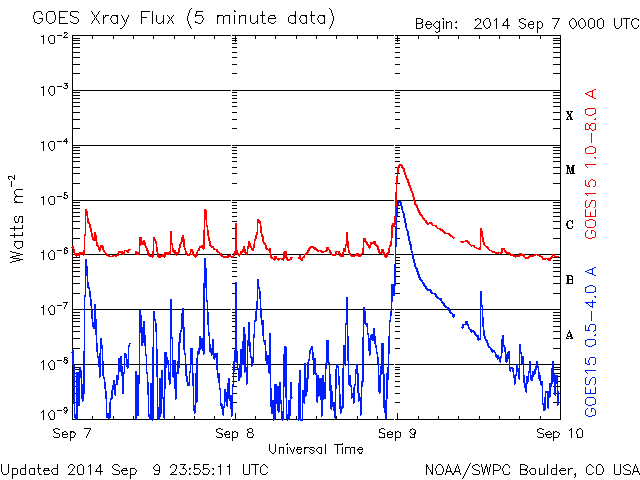 GOES Xray Flux (5 minute data)
Begin: 2014 Sep 7 0000 UTC
10^-2
10^-3
10^-4
10^-5
10^-6
10^-7
10^-8
10^-9
Watts m^-2
X
M
C
B
A
GOES15 1.0-8.0 A
GOES15 0.5-4.0 A
Sep 7
Sep 8
Sep 9
Sep 10
Universal Time
Updated 2014 Sep 9 23:55:11 UTC
NOAA/SWPC Boulder, CO USA